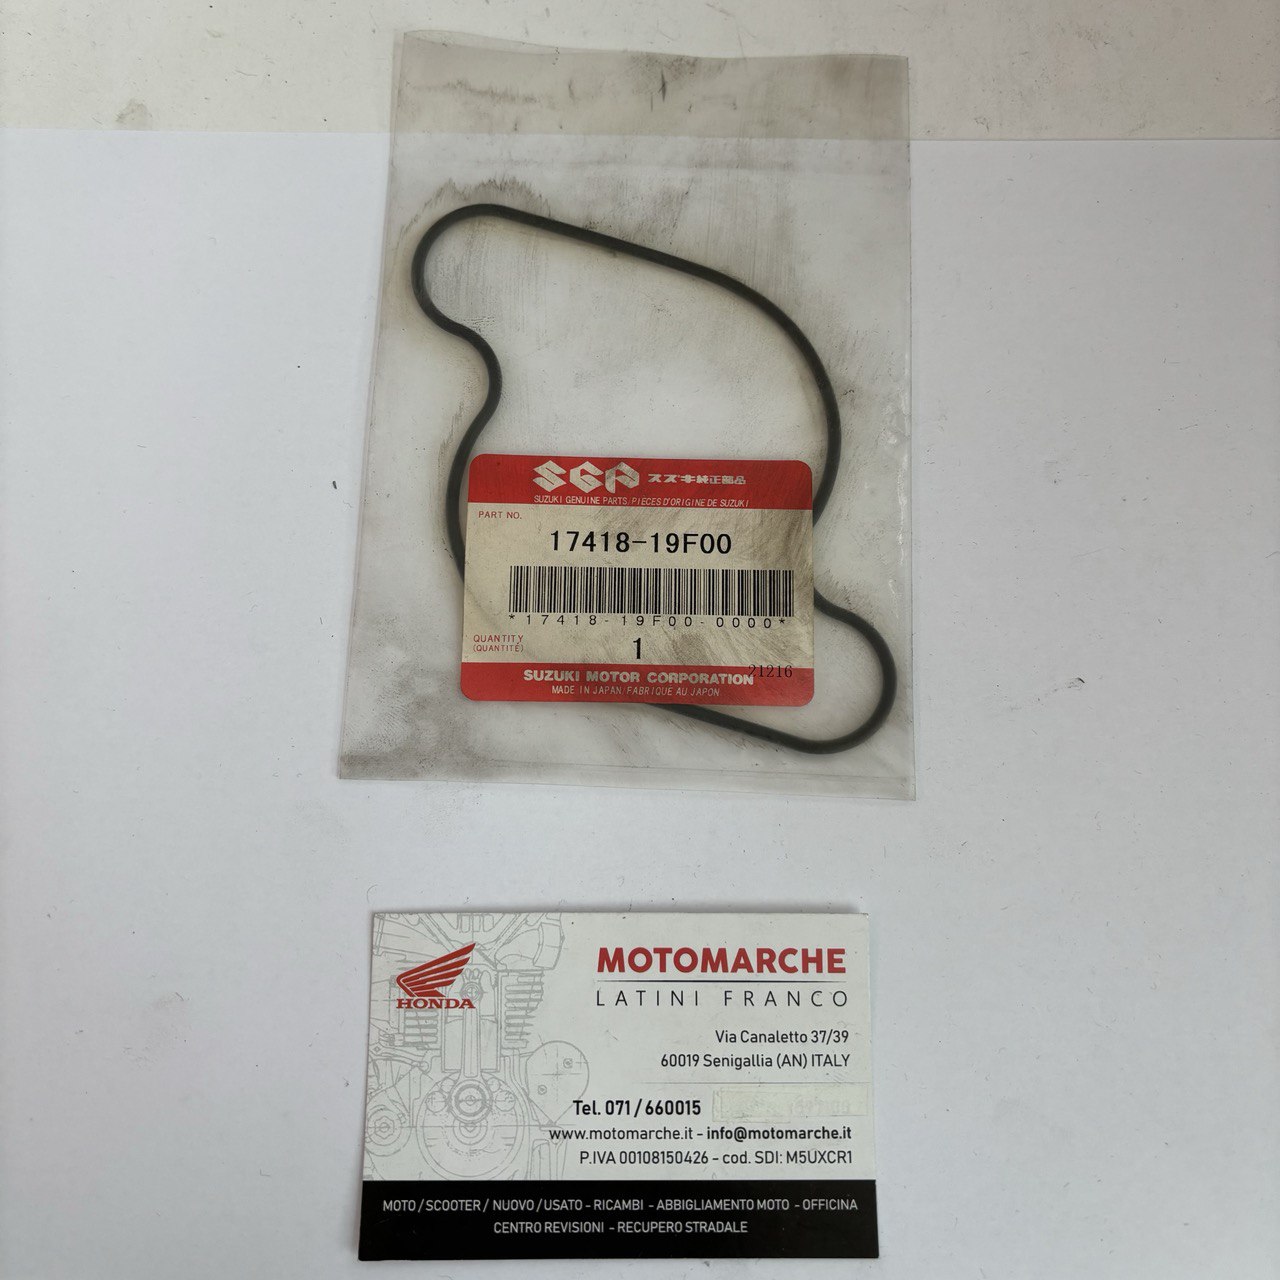 SGP スズキ純正部品
SUZUKI GENUINE PARTS/PIECES D'ORIGINE DE SUZUKI
PART NO.
17418-19F00
*17418-19F00-0000*
QUANTITY
(QUANTITÉ)
1
21216
SUZUKI MOTOR CORPORATION
MADE IN JAPAN/FABRIQUE AU JAPON
HONDA
MOTOMARCHE
LATINI FRANCO
Via Canaletto 37/39
60019 Senigallia (AN) ITALY
Tel. 071/660015
www.motomarche.it - info@motomarche.it
P.IVA 00108150426 - cod. SDI: M5UXCR1
MOTO/SCOOTER/ NUOVO/USATO - RICAMBI - ABBIGLIAMENTO MOTO - OFFICINA
CENTRO REVISIONI - RECUPERO STRADALE